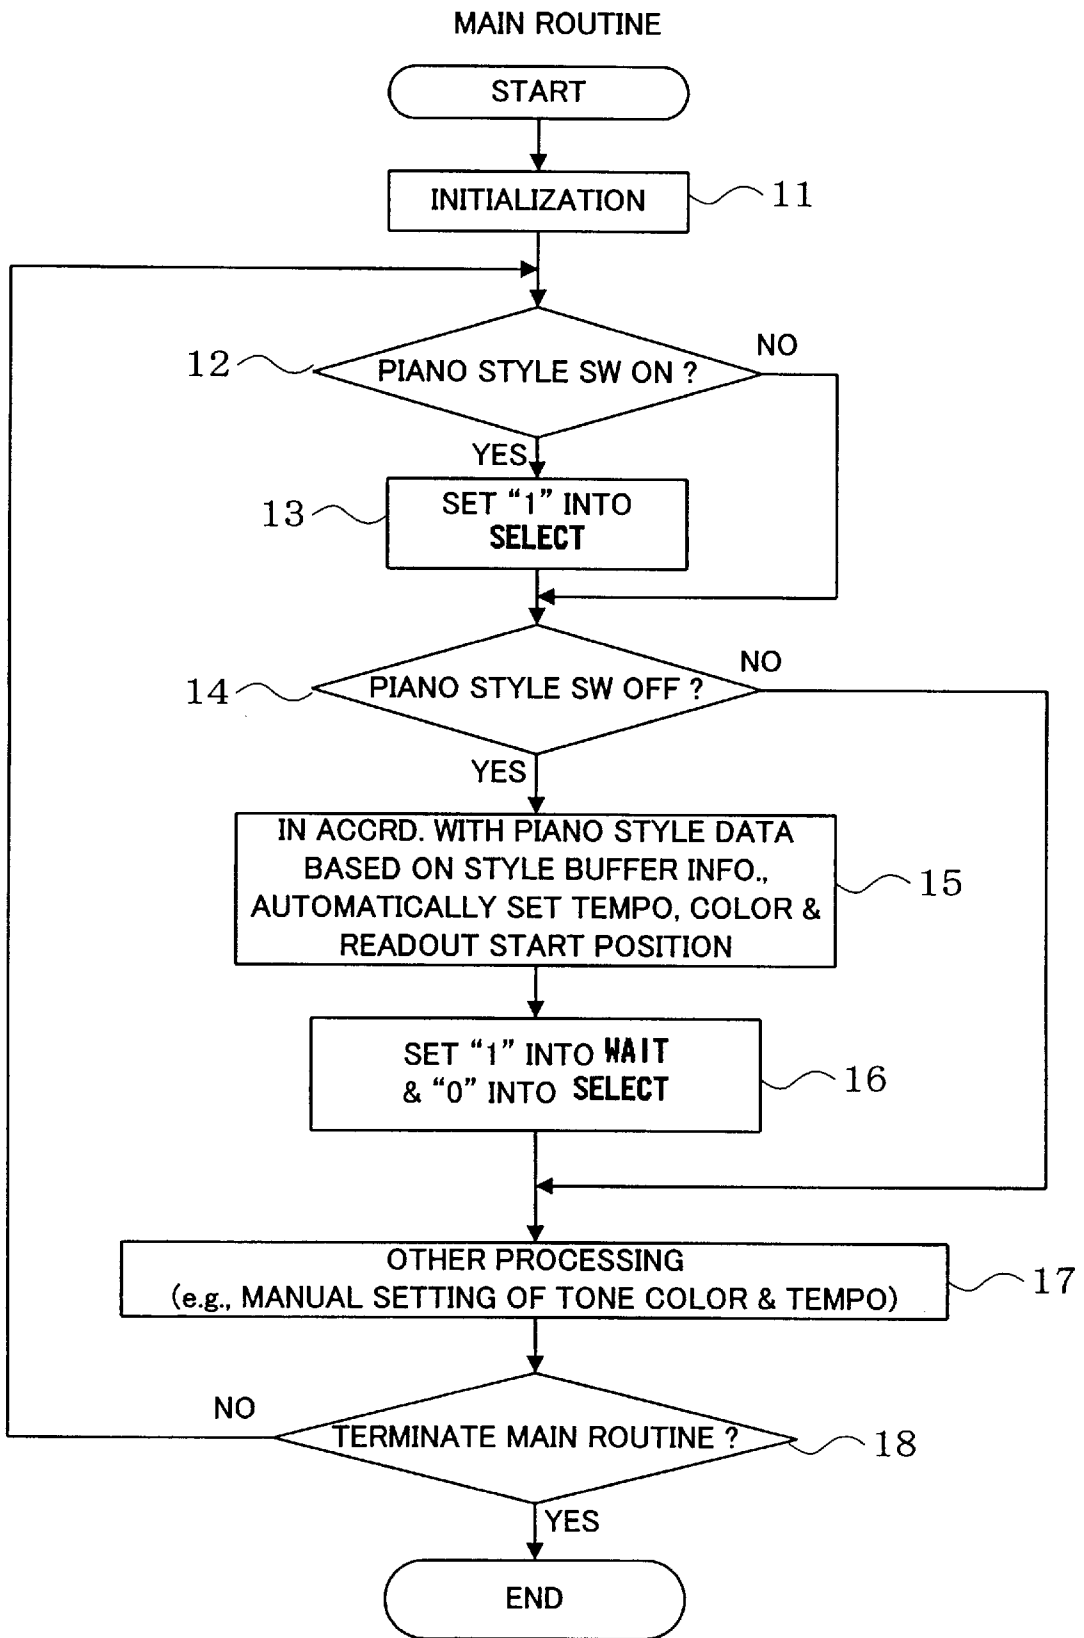 MAIN ROUTINE
START
INITIALIZATION
11
12
PIANO STYLE SW ON ?
NO
YES
13
SET “1” INTO
SELECT
14
PIANO STYLE SW OFF ?
NO
YES
IN ACCRD. WITH PIANO STYLE DATA
BASED ON STYLE BUFFER INFO.,
AUTOMATICALLY SET TEMPO, COLOR &
READOUT START POSITION
15
SET “1” INTO WAIT
& “0” INTO SELECT
16
OTHER PROCESSING
(e.g., MANUAL SETTING OF TONE COLOR & TEMPO)
17
NO
TERMINATE MAIN ROUTINE ?
18
YES
END